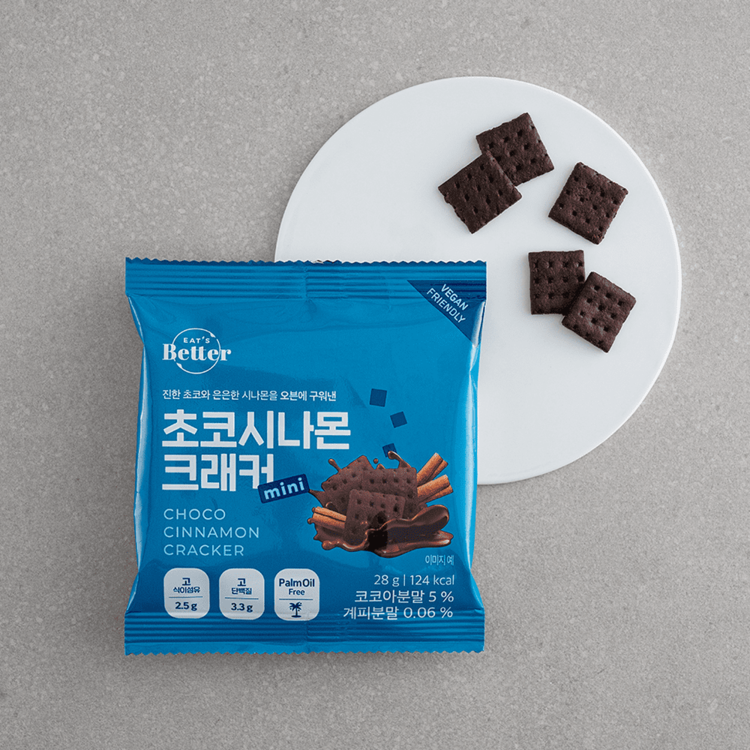 VEGAN
FRIENDLY
EAT'S
Better
진한 초코와 은은한 시나몬을 오븐에 구워낸
초코시나몬
크래커
mini
CHOCO
CINNAMON
CRACKER
이미지 예
고
식이섬유
2.5 g
고
단백질
3.3 g
Palm Oil
Free
28 g | 124 kcal
코코아분말 5 %
계피분말 0.06 %